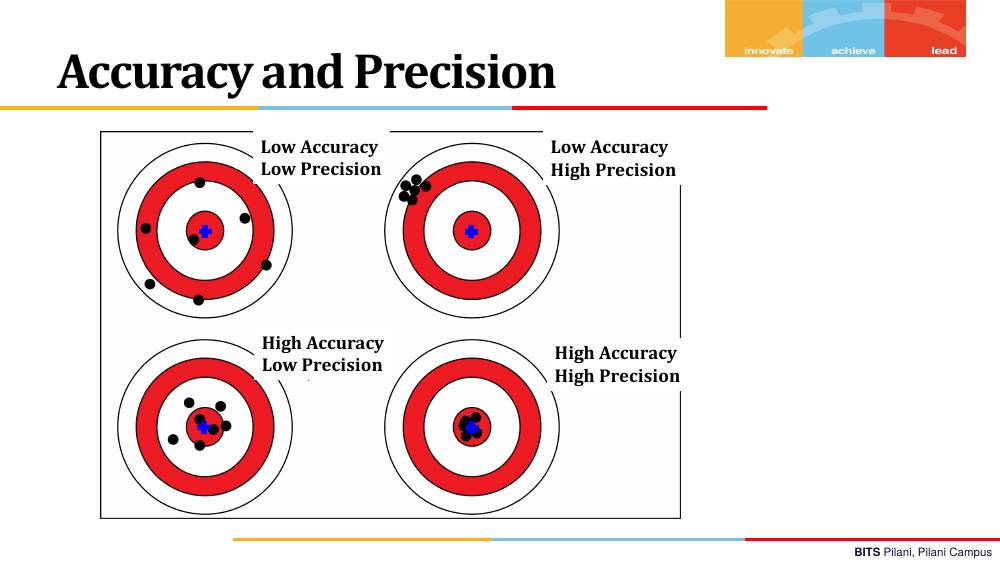 innovate achieve lead
Accuracy and Precision
Low Accuracy
Low Precision
Low Accuracy
High Precision
High Accuracy
Low Precision
High Accuracy
High Precision
BITS Pilani, Pilani Campus